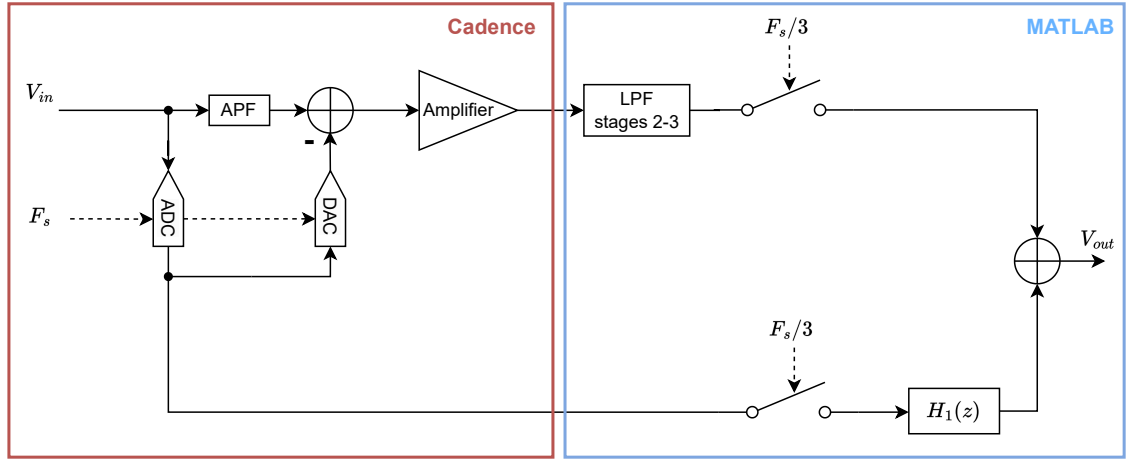 Cadence
MATLAB
F_s/3
V_in
APF
Amplifier
LPF
stages 2-3
-
F_s
ADC
DAC
V_out
F_s/3
H_1(z)